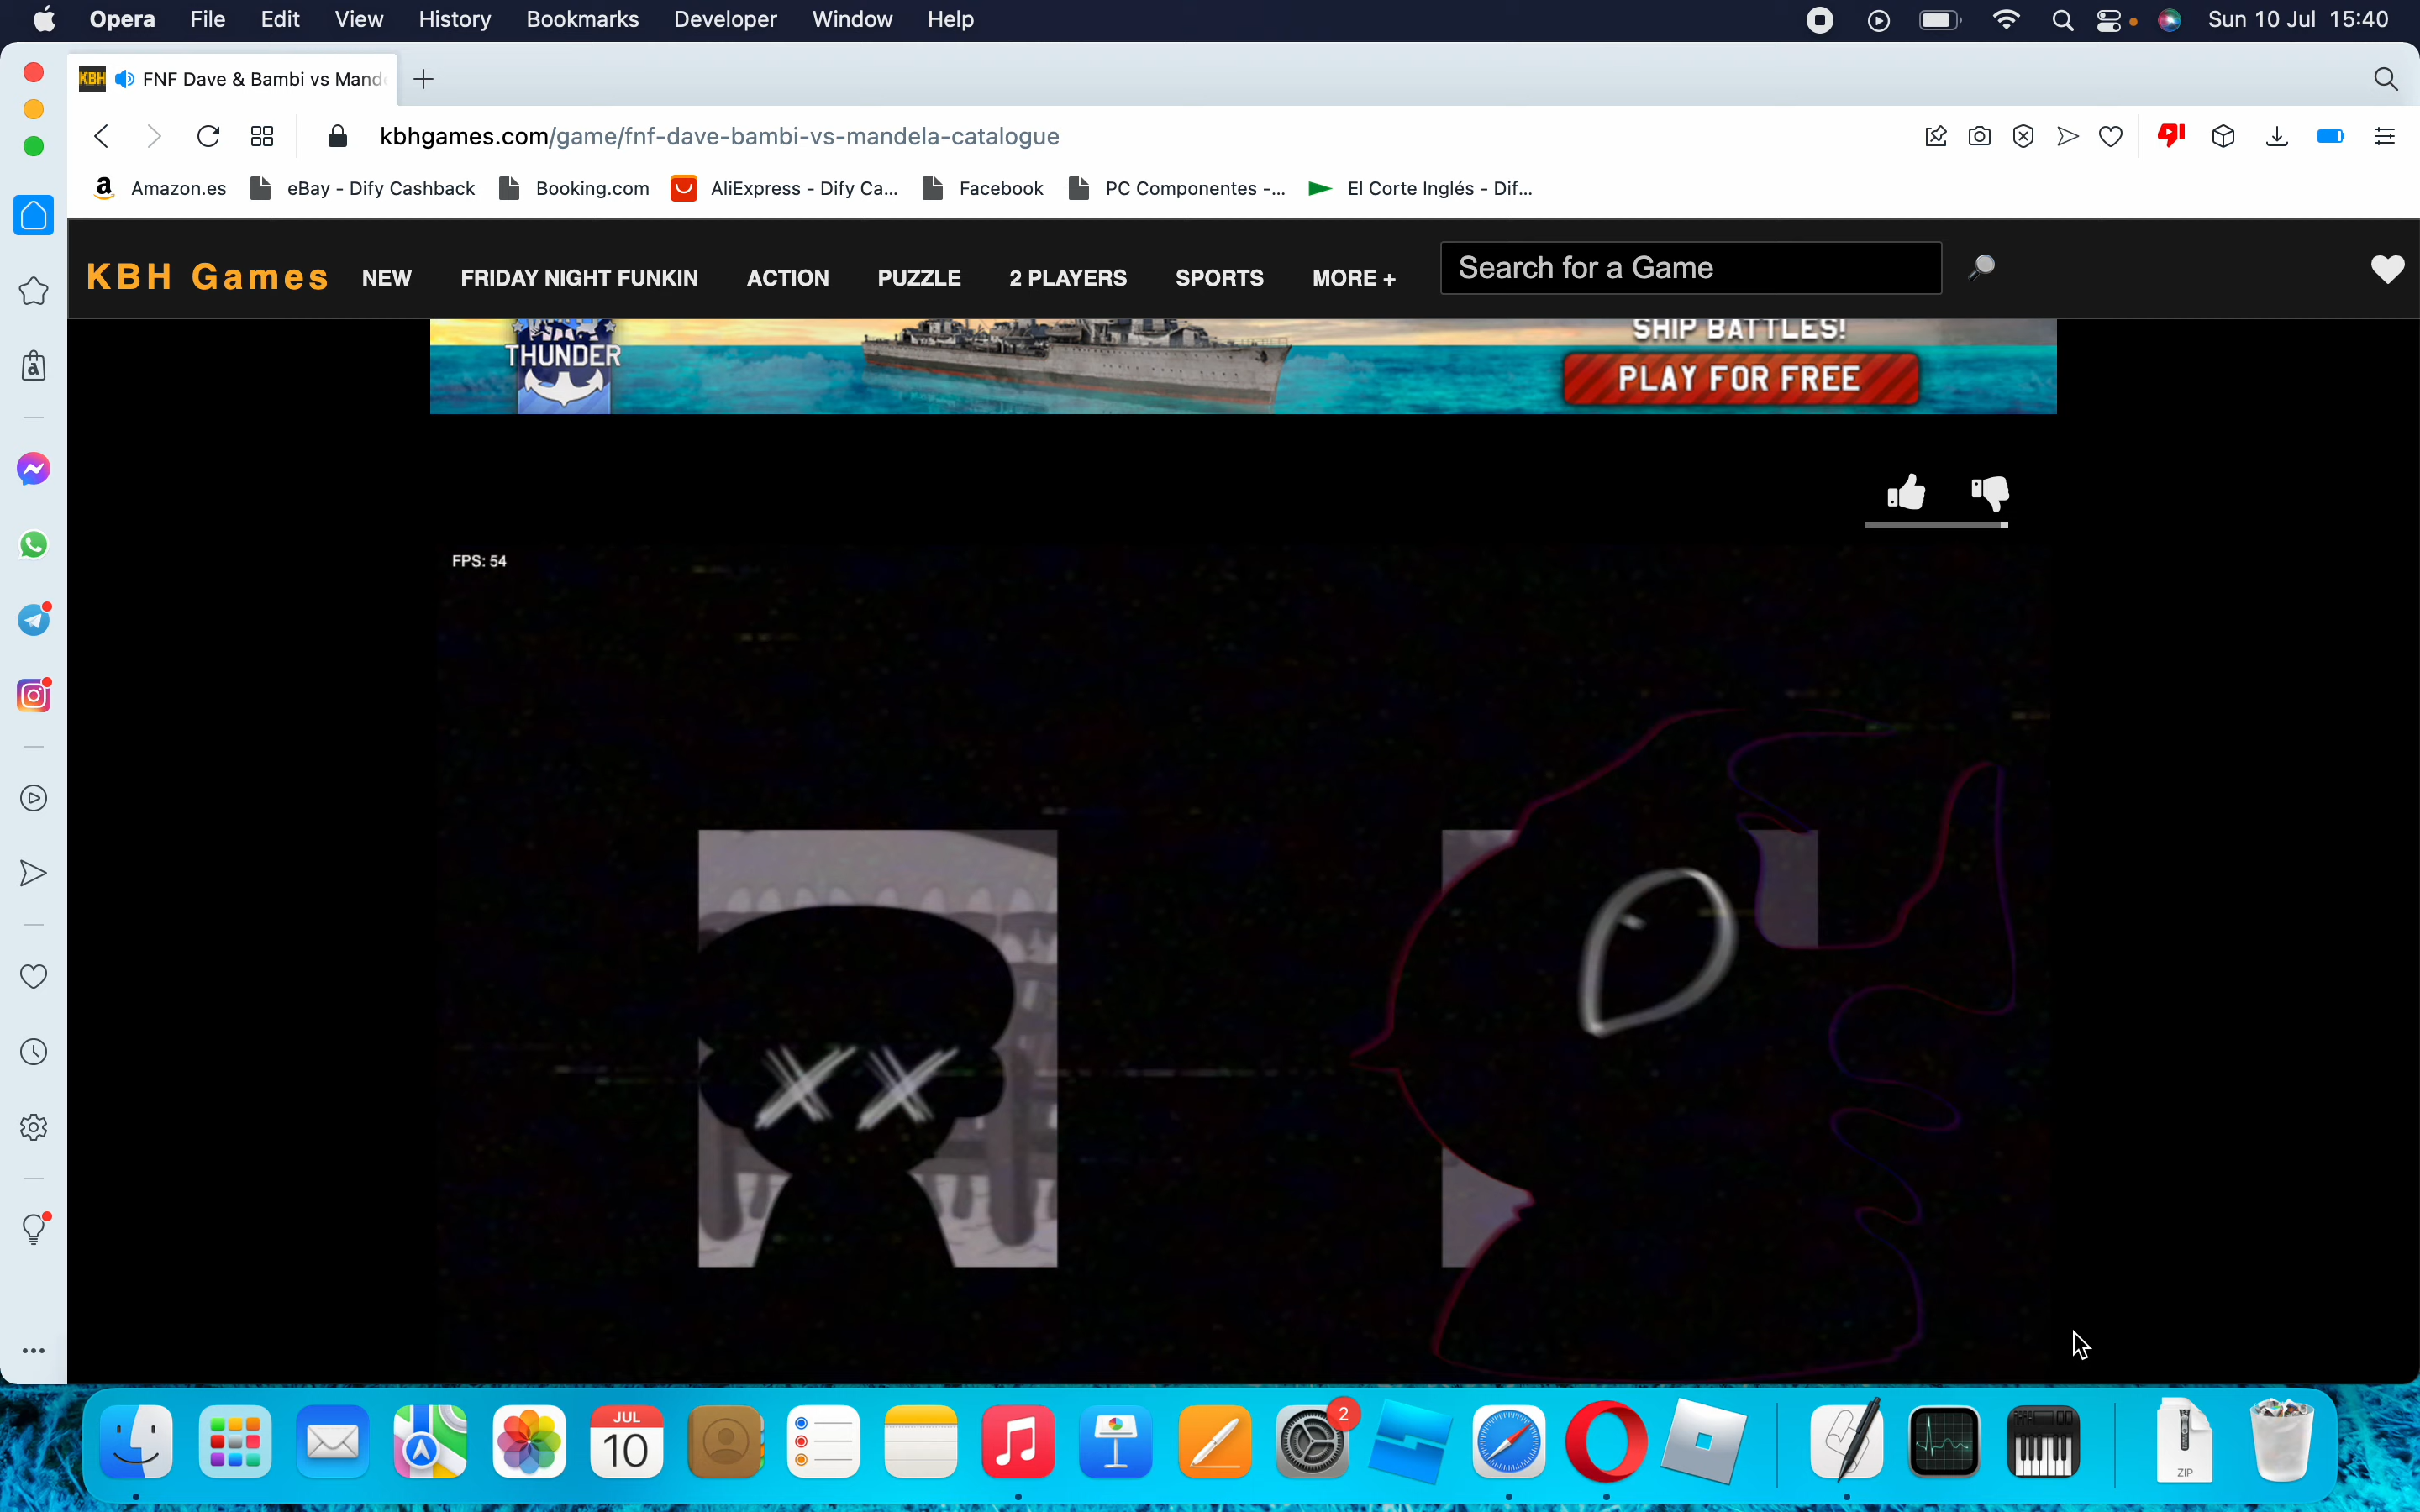 Opera File Edit View History Bookmarks Developer Window Help Sun 10 Jul 15:40
KBH FNF Dave & Bambi vs Mand
kbhgames.com/game/fnf-dave-bambi-vs-mandela-catalogue
Amazon.es eBay - Dify Cashback Booking.com AliExpress - Dify Ca... Facebook PC Componentes -... El Corte Inglés - Dif...
KBH Games NEW FRIDAY NIGHT FUNKIN ACTION PUZZLE 2 PLAYERS SPORTS MORE + Search for a Game
THUNDER SHIP BATTLES!
PLAY FOR FREE
FPS: 54
JUL
10
2
ZIP